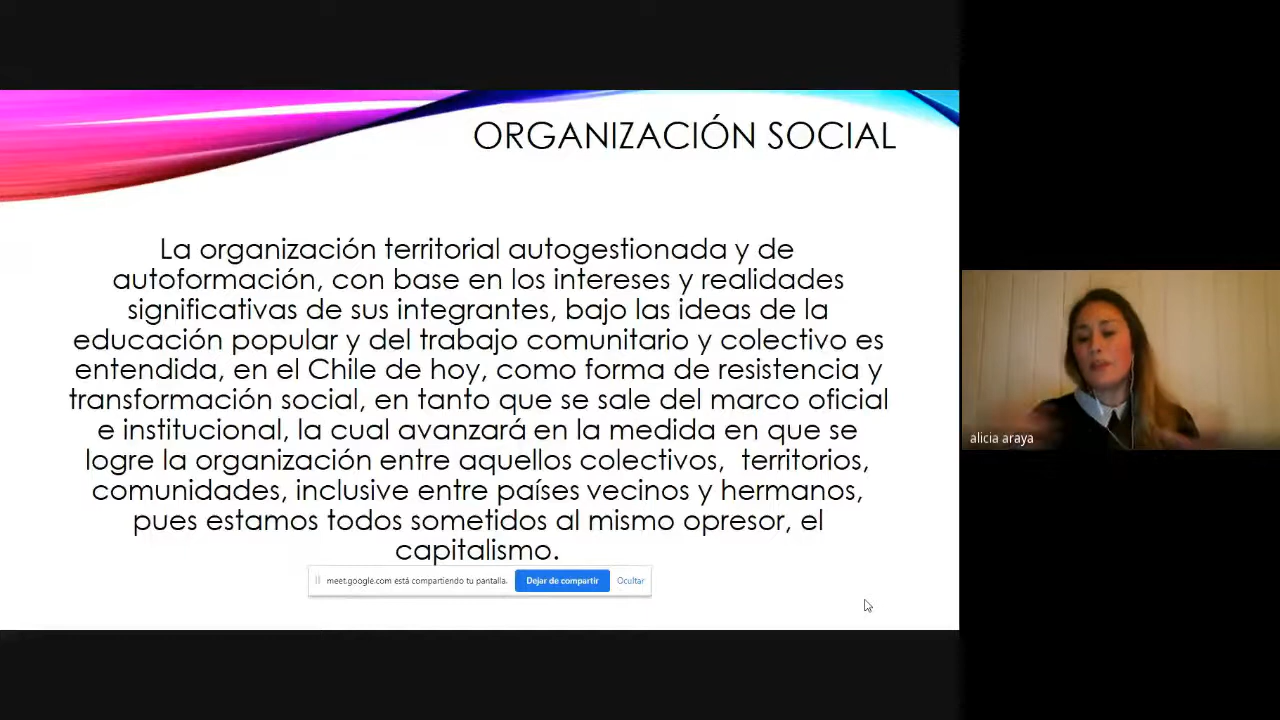 ORGANIZACIÓN SOCIAL
La organización territorial autogestionada y de
autoformación, con base en los intereses y realidades
significativas de sus integrantes, bajo las ideas de la
educación popular y del trabajo comunitario y colectivo es
entendida, en el Chile de hoy, como forma de resistencia y
transformación social, en tanto que se sale del marco oficial
e institucional, la cual avanzará en la medida en que se
logre la organización entre aquellos colectivos, territorios,
comunidades, inclusive entre países vecinos y hermanos,
pues estamos todos sometidos al mismo opresor, el
capitalismo.
meet.google.com está compartiendo tu pantalla. Dejar de compartir Ocultar
alicia araya